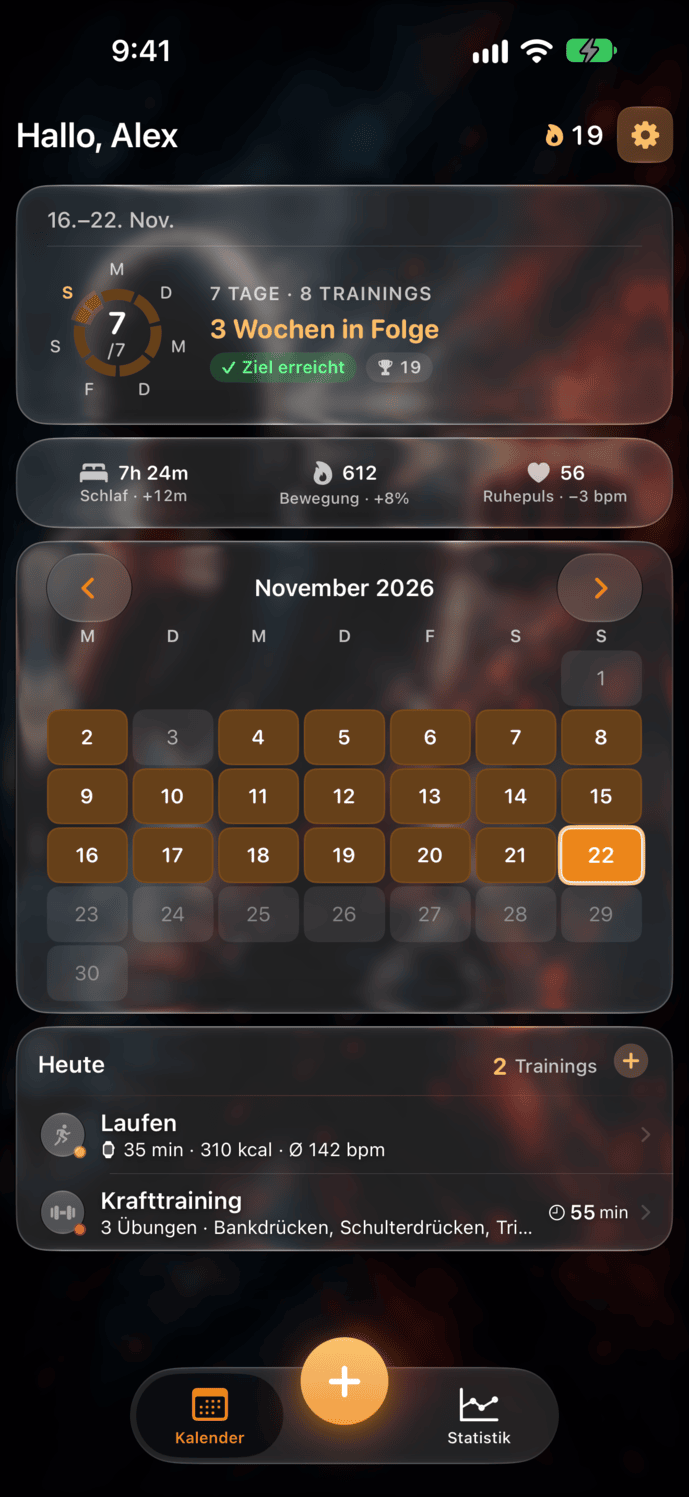 9:41
Hallo, Alex
19
16.–22. Nov.
M
S D
S M
F D
7
/7
7 TAGE · 8 TRAININGS
3 Wochen in Folge
✓ Ziel erreicht 19
7h 24m
Schlaf · +12m
612
Bewegung · +8%
56
Ruhepuls · −3 bpm
November 2026
M D M D F S S
1
2 3 4 5 6 7 8
9 10 11 12 13 14 15
16 17 18 19 20 21 22
23 24 25 26 27 28 29
30
Heute 2 Trainings +
Laufen
35 min · 310 kcal · Ø 142 bpm
Krafttraining
3 Übungen · Bankdrücken, Schulterdrücken, Tri…
55 min
Kalender
Statistik